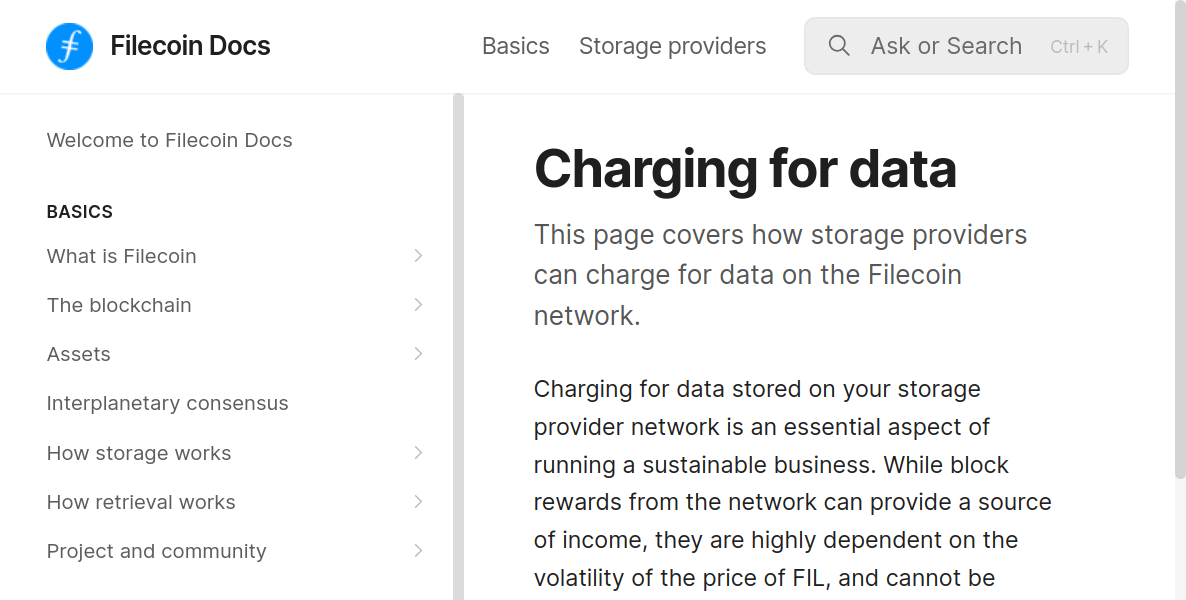 Filecoin Docs
Basics
Storage providers
Ask or Search
Ctrl + K
Welcome to Filecoin Docs
BASICS
What is Filecoin
The blockchain
Assets
Interplanetary consensus
How storage works
How retrieval works
Project and community
Charging for data
This page covers how storage providers
can charge for data on the Filecoin
network.
Charging for data stored on your storage
provider network is an essential aspect of
running a sustainable business. While block
rewards from the network can provide a source
of income, they are highly dependent on the
volatility of the price of FIL, and cannot be